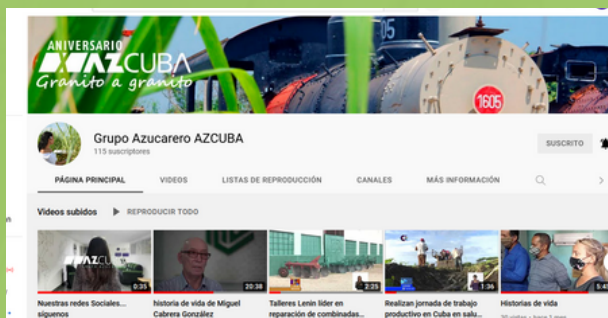 ANIVERSARIO
AZCUBA
Granito a granito
05
1605
Grupo Azucarero AZCUBA
115 suscriptores
SUSCRITO
PÁGINA PRINCIPAL
VIDEOS
LISTAS DE REPRODUCCIÓN
CANALES
MÁS INFORMACIÓN
Videos subidos
REPRODUCIR TODO
AZCU
0:35
20:38
2:25
1:36
5:45
Nuestras redes Sociales...
síguenos
historia de vida de Miguel
Cabrera González
Talleres Lenin líder en
reparación de combinadas...
Realizan jornada de trabajo
productivo en Cuba en salu...
Historias de vida